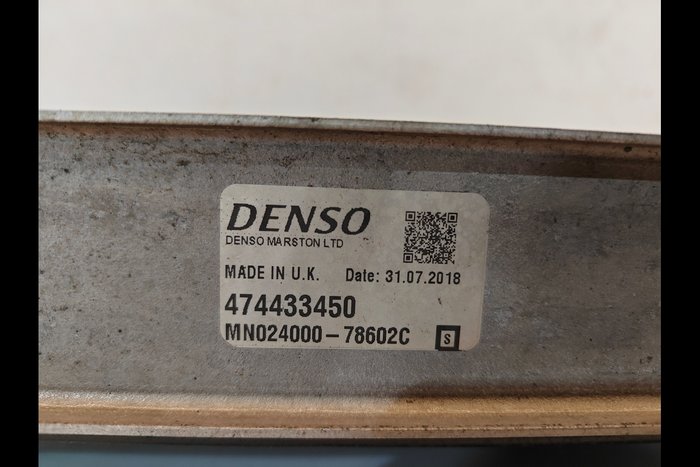 DENSO
DENSO MARSTON LTD
MADE IN U.K. Date: 31.07.2018
474433450
MN024000-78602C S